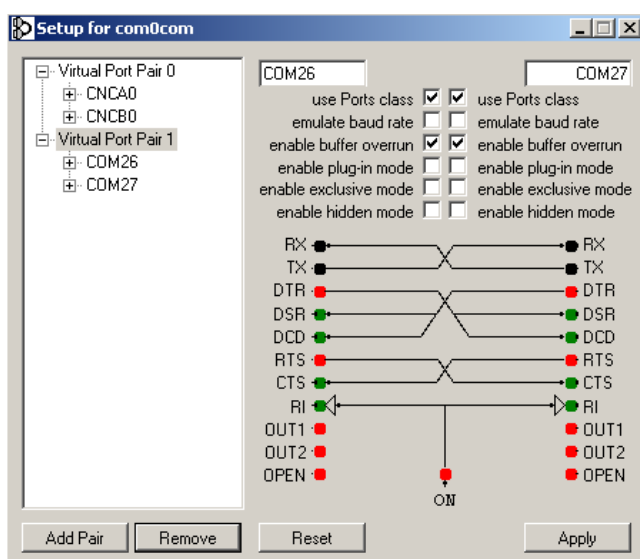 Setup for com0com
Virtual Port Pair 0
CNCA0
CNCB0
Virtual Port Pair 1
COM26
COM27
COM26 COM27
use Ports class use Ports class
emulate baud rate emulate baud rate
enable buffer overrun enable buffer overrun
enable plug-in mode enable plug-in mode
enable exclusive mode enable exclusive mode
enable hidden mode enable hidden mode
RX RX
TX TX
DTR DTR
DSR DSR
DCD DCD
RTS RTS
CTS CTS
RI RI
OUT1 OUT1
OUT2 OUT2
OPEN OPEN
ON
Add Pair Remove Reset Apply